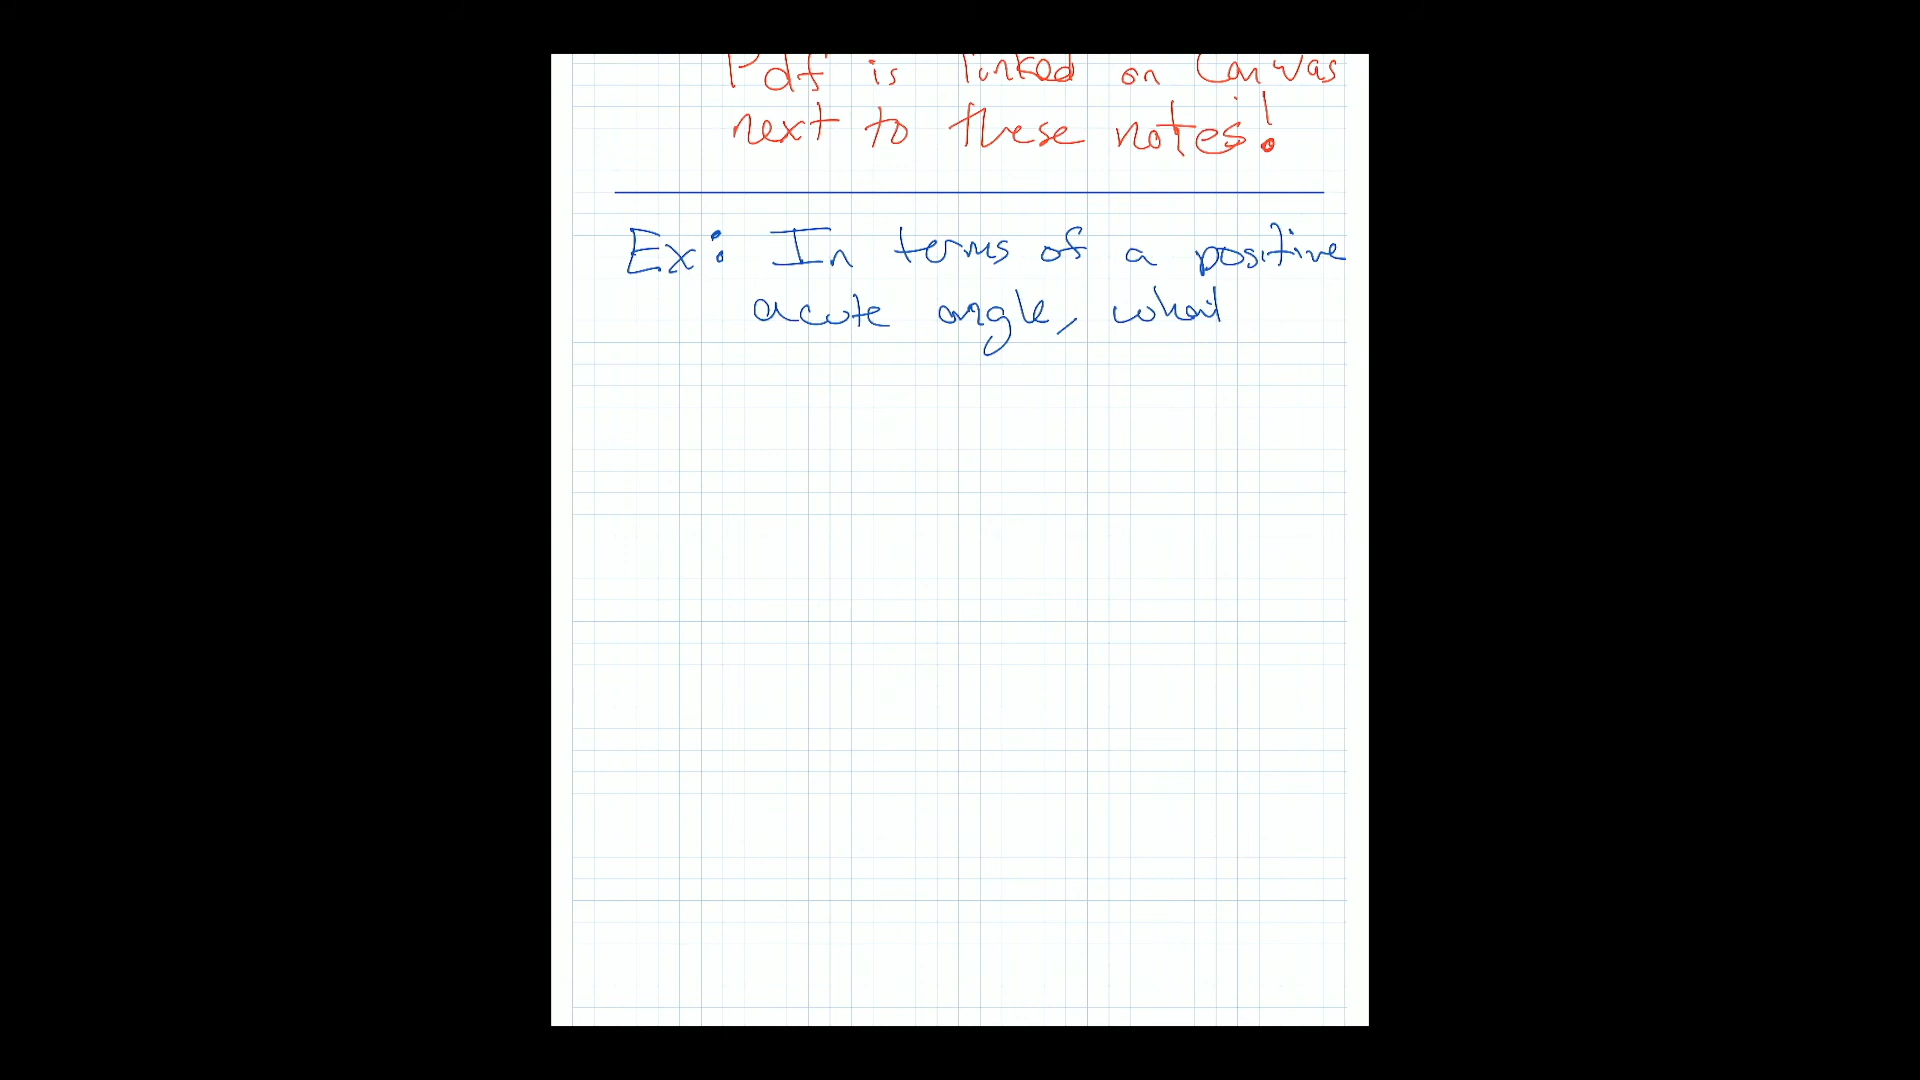 Pdf is linked on Canvas
next to these notes!
Ex: In terms of a positive
acute angle, what